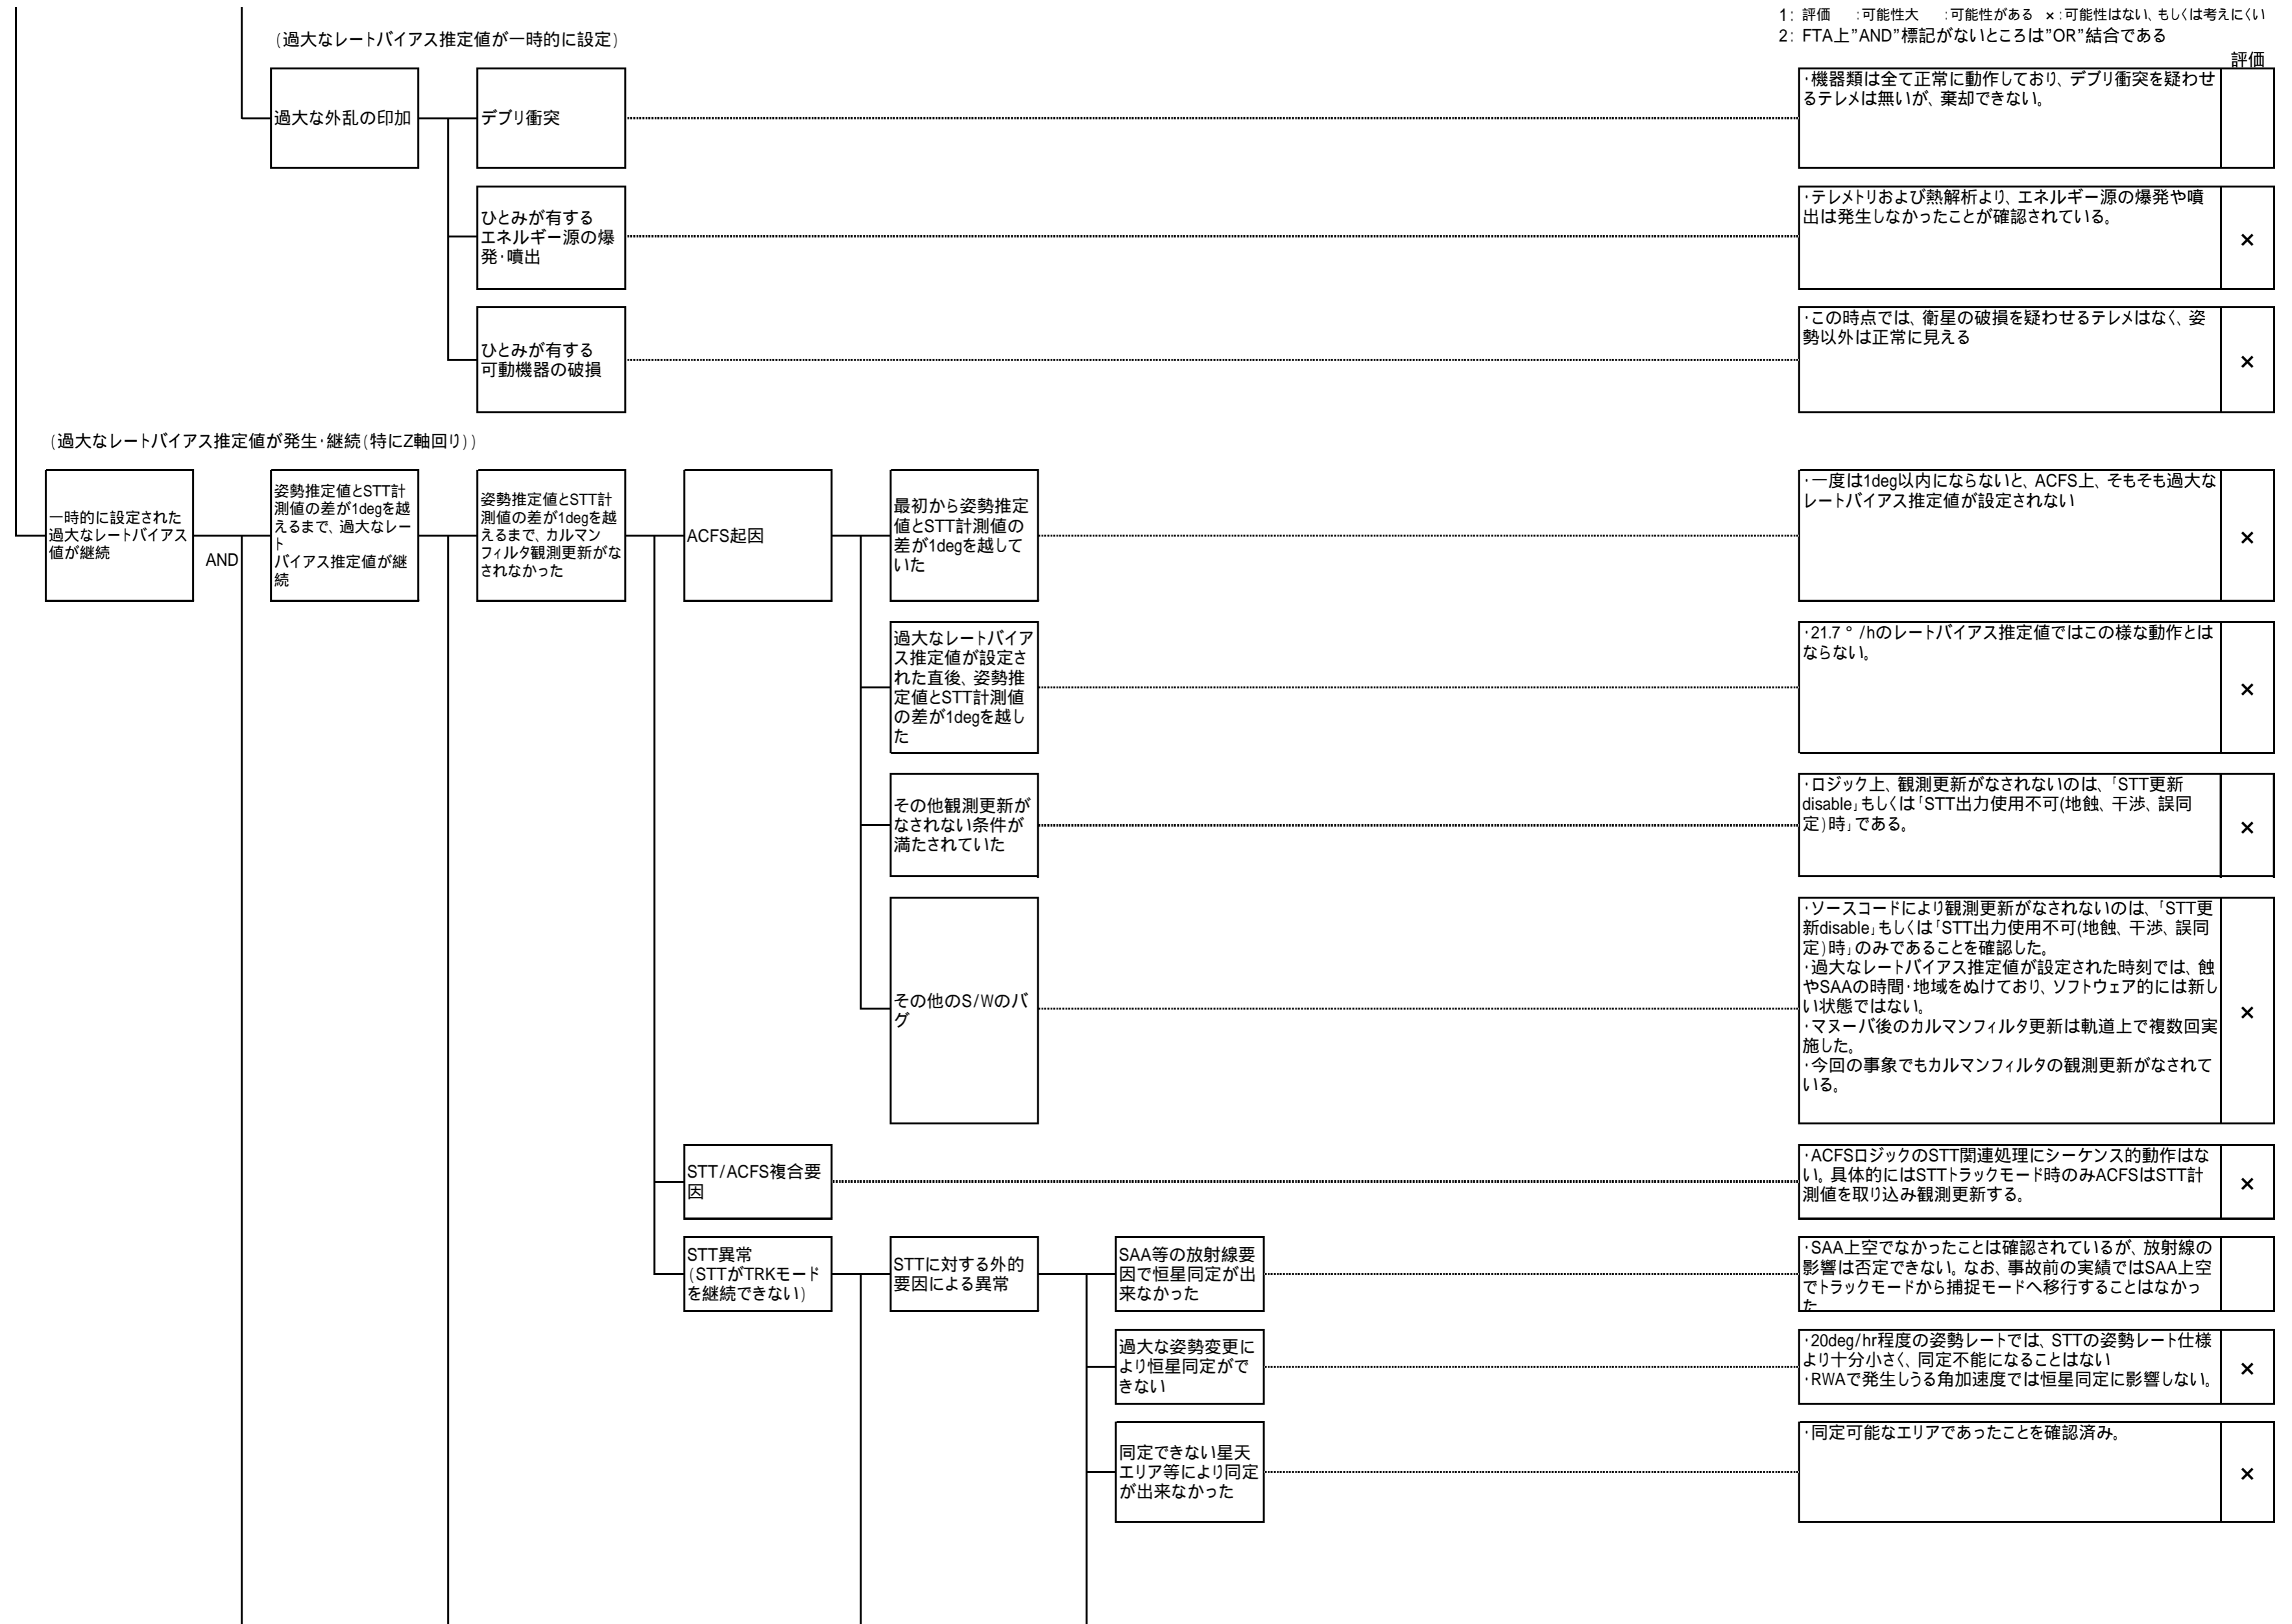 1: 評価 :可能性大 :可能性がある ×:可能性はない、もしくは考えにくい
2: FTA上"AND"標記がないところは"OR"結合である
(過大なレートバイアス推定値が一時的に設定)
評価
過大な外乱の印加
デブリ衝突
・機器類は全て正常に動作しており、デブリ衝突を疑わせ
るテレメは無いが、棄却できない。
ひとみが有する
エネルギー源の爆
発・噴出
・テレメトリおよび熱解析より、エネルギー源の爆発や噴
出は発生しなかったことが確認されている。
×
ひとみが有する
可動機器の破損
・この時点では、衛星の破損を疑わせるテレメはなく、姿
勢以外は正常に見える
×
(過大なレートバイアス推定値が発生・継続(特にZ軸回り))
一時的に設定された
過大なレートバイアス
値が継続
AND
姿勢推定値とSTT計
測値の差が1degを越
えるまで、過大なレー
ト
バイアス推定値が継
続
姿勢推定値とSTT計
測値の差が1degを越
えるまで、カルマン
フィルタ観測更新がな
されなかった
ACFS起因
最初から姿勢推定
値とSTT計測値の
差が1degを越して
いた
・一度は1deg以内にならないと、ACFS上、そもそも過大な
レートバイアス推定値が設定されない
×
過大なレートバイア
ス推定値が設定さ
れた直後、姿勢推
定値とSTT計測値
の差が1degを越し
た
・21.7°/hのレートバイアス推定値ではこの様な動作とは
ならない。
×
その他観測更新が
なされない条件が
満たされていた
・ロジック上、観測更新がなされないのは、「STT更新
disable」もしくは「STT出力使用不可(地蝕、干渉、誤同
定)時」である。
×
その他のS/Wのバ
グ
・ソースコードにより観測更新がなされないのは、「STT更
新disable」もしくは「STT出力使用不可(地蝕、干渉、誤同
定)時」のみであることを確認した。
・過大なレートバイアス推定値が設定された時刻では、蝕
やSAAの時間・地域をぬけており、ソフトウェア的には新し
い状態ではない。
・マヌーバ後のカルマンフィルタ更新は軌道上で複数回実
施した。
・今回の事象でもカルマンフィルタの観測更新がなされて
いる。
×
STT/ACFS複合要
因
・ACFSロジックのSTT関連処理にシーケンス的動作はな
い。具体的にはSTTトラックモード時のみACFSはSTT計
測値を取り込み観測更新する。
×
STT異常
(STTがTRKモード
を継続できない)
STTに対する外的
要因による異常
SAA等の放射線要
因で恒星同定が出
来なかった
・SAA上空でなかったことは確認されているが、放射線の
影響は否定できない。なお、事故前の実績ではSAA上空
でトラックモードから捕捉モードへ移行することはなかっ
た
過大な姿勢変更に
より恒星同定がで
きない
・20deg/hr程度の姿勢レートでは、STTの姿勢レート仕様
より十分小さく、同定不能になることはない
・RWAで発生しうる角加速度では恒星同定に影響しない。
×
同定できない星天
エリア等により同定
が出来なかった
・同定可能なエリアであったことを確認済み。
×